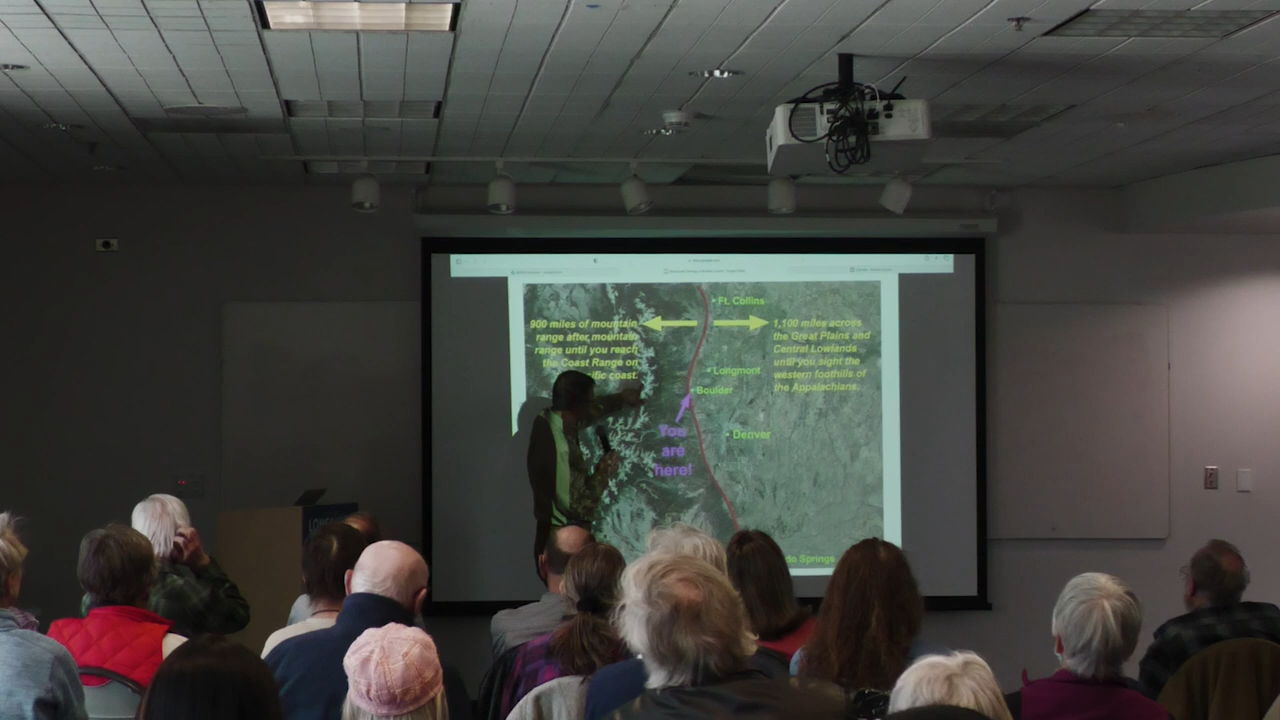 Ft. Collins
900 miles of mountain
range after mountain
range until you reach
the Coast Range on
cific coast.
1,100 miles across
the Great Plains and
Central Lowlands
until you sight the
western foothills of
the Appalachians.
Longmont
Boulder
You
are
here!
Denver
Springs